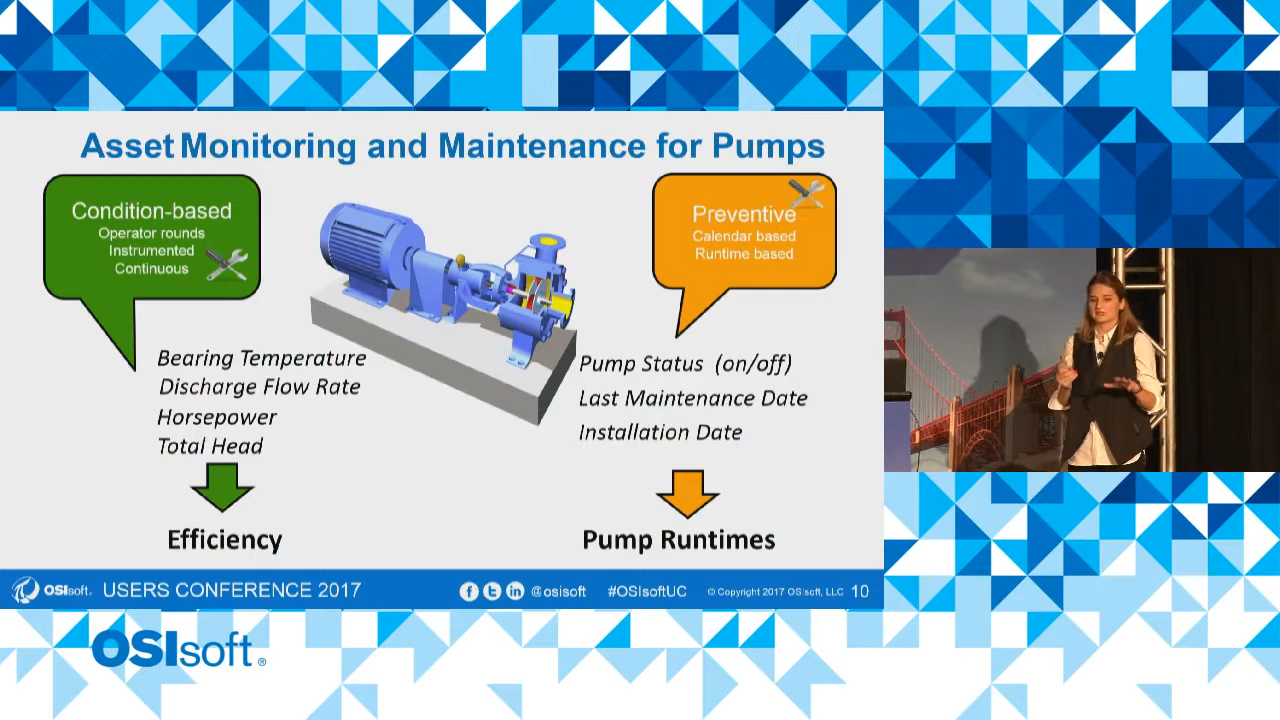 Asset Monitoring and Maintenance for Pumps
Condition-based
Operator rounds
Instrumented
Continuous
Preventive
Calendar based
Runtime based
Bearing Temperature
Discharge Flow Rate
Horsepower
Total Head
Pump Status (on/off)
Last Maintenance Date
Installation Date
Efficiency
Pump Runtimes
OSIsoft. USERS CONFERENCE 2017
@osisoft #OSIsoftUC © Copyright 2017 OSIsoft, LLC 10
OSIsoft®